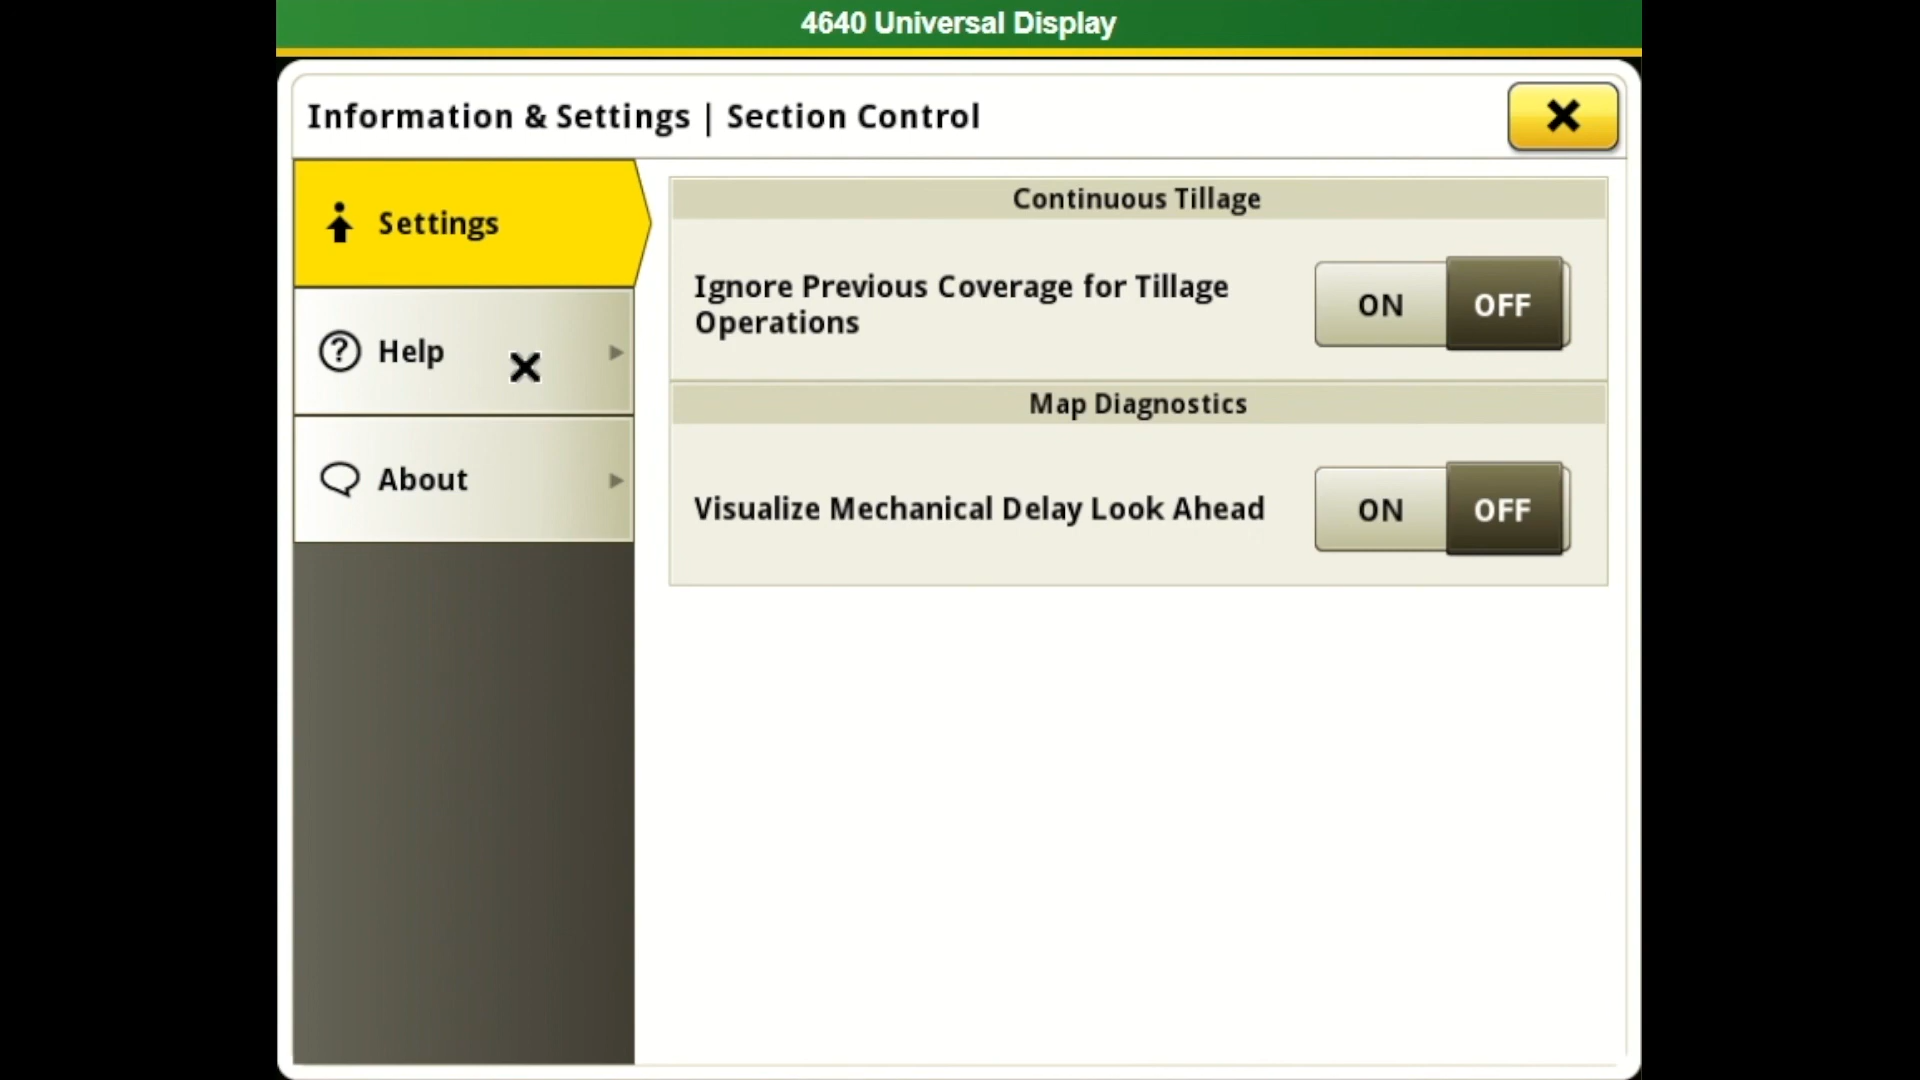 4640 Universal Display
Information & Settings | Section Control
Settings
Help
About
Continuous Tillage
Ignore Previous Coverage for Tillage
Operations
ON OFF
Map Diagnostics
Visualize Mechanical Delay Look Ahead
ON OFF